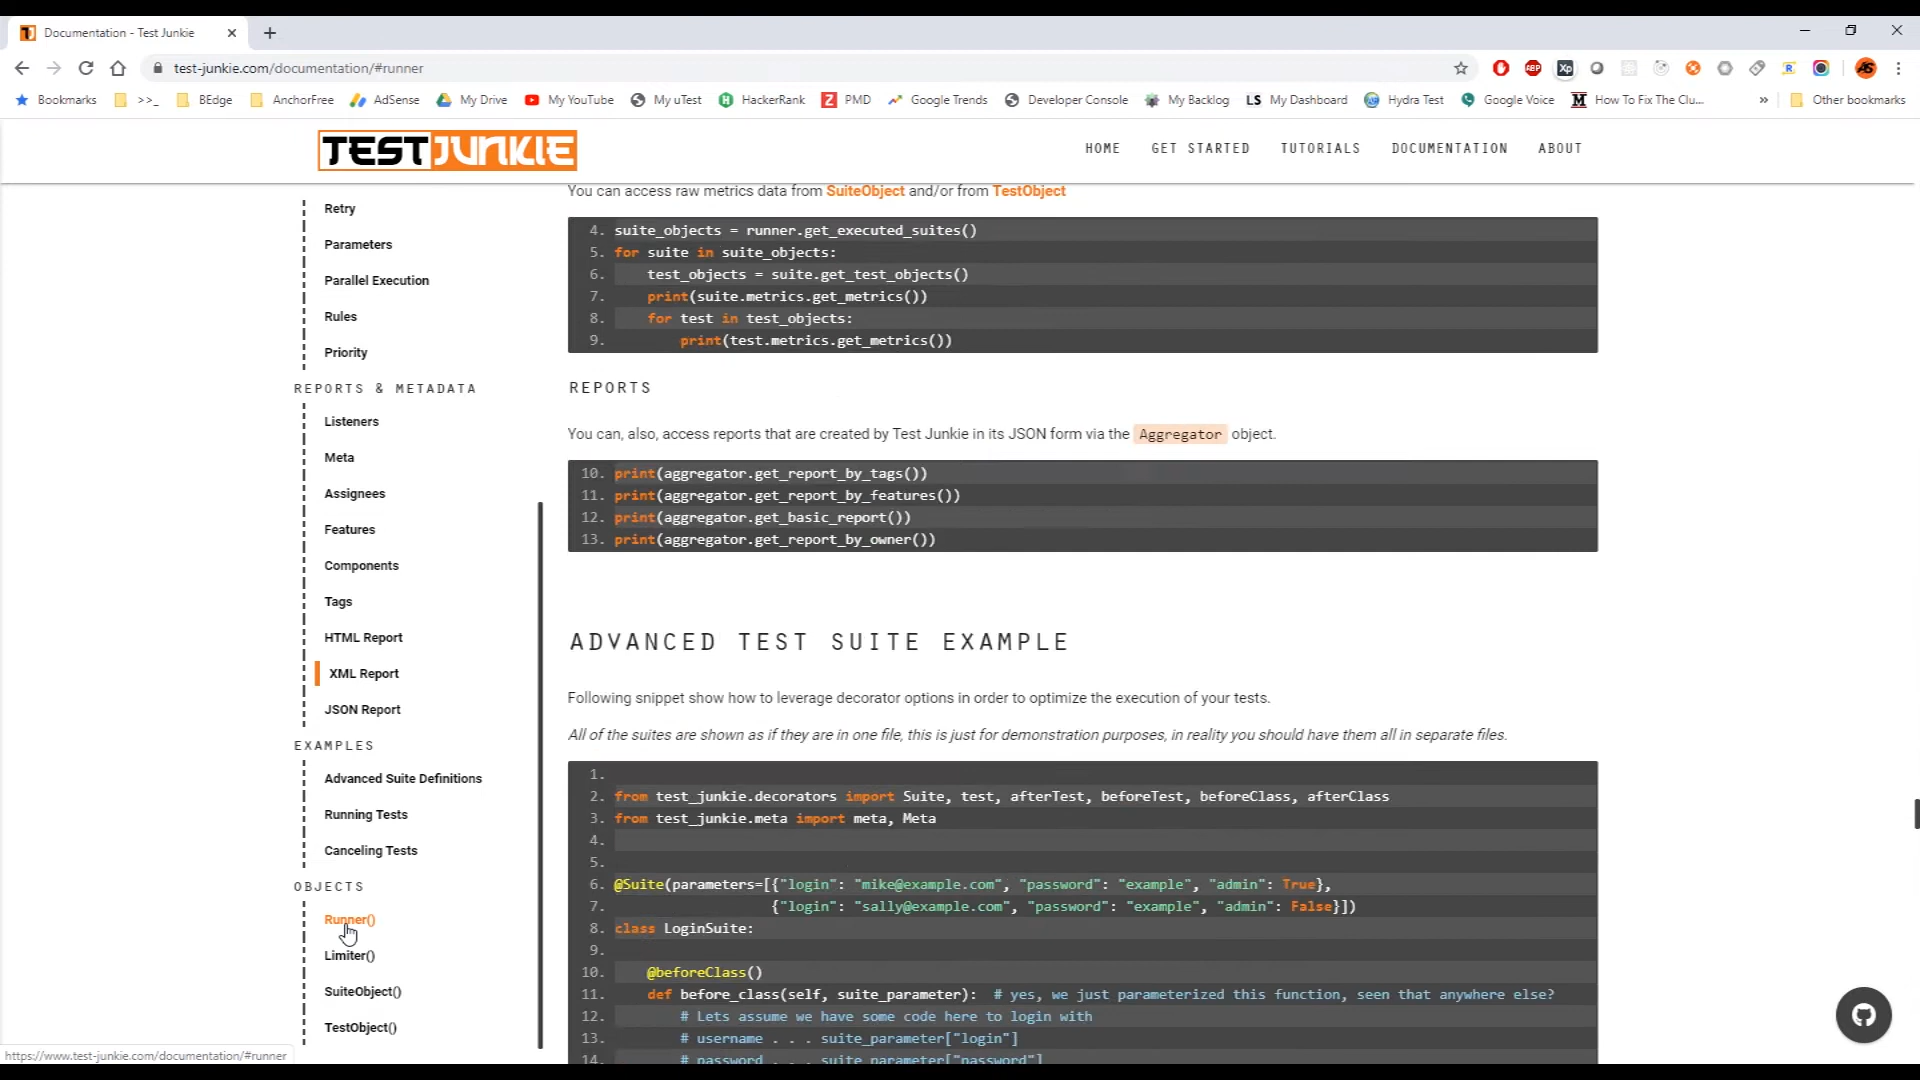 Documentation - Test Junkie
test-junkie.com/documentation/#runner
Bookmarks >>_ BEdge AnchorFree AdSense My Drive My YouTube My uTest HackerRank PMD Google Trends Developer Console My Backlog LS My Dashboard Hydra Test Google Voice How To Fix The Clu... » Other bookmarks
TEST JUNKIE
HOME GET STARTED TUTORIALS DOCUMENTATION ABOUT
Retry
Parameters
Parallel Execution
Rules
Priority
REPORTS & METADATA
Listeners
Meta
Assignees
Features
Components
Tags
HTML Report
XML Report
JSON Report
EXAMPLES
Advanced Suite Definitions
Running Tests
Canceling Tests
OBJECTS
Runner()
Limiter()
SuiteObject()
TestObject()
You can access raw metrics data from SuiteObject and/or from TestObject
4. suite_objects = runner.get_executed_suites()
5. for suite in suite_objects:
6. test_objects = suite.get_test_objects()
7. print(suite.metrics.get_metrics())
8. for test in test_objects:
9. print(test.metrics.get_metrics())
REPORTS
You can, also, access reports that are created by Test Junkie in its JSON form via the Aggregator object.
10. print(aggregator.get_report_by_tags())
11. print(aggregator.get_report_by_features())
12. print(aggregator.get_basic_report())
13. print(aggregator.get_report_by_owner())
ADVANCED TEST SUITE EXAMPLE
Following snippet show how to leverage decorator options in order to optimize the execution of your tests.
All of the suites are shown as if they are in one file, this is just for demonstration purposes, in reality you should have them all in separate files.
1.
2. from test_junkie.decorators import Suite, test, afterTest, beforeTest, beforeClass, afterClass
3. from test_junkie.meta import meta, Meta
4.
5.
6. @Suite(parameters=[{"login": "mike@example.com", "password": "example", "admin": True},
7. {"login": "sally@example.com", "password": "example", "admin": False}])
8. class LoginSuite:
9.
10. @beforeClass()
11. def before_class(self, suite_parameter): # yes, we just parameterized this function, seen that anywhere else?
12. # Lets assume we have some code here to login with
13. # username . . . suite_parameter["login"]
14. # password . . . suite_parameter["password"]
https://www.test-junkie.com/documentation/#runner